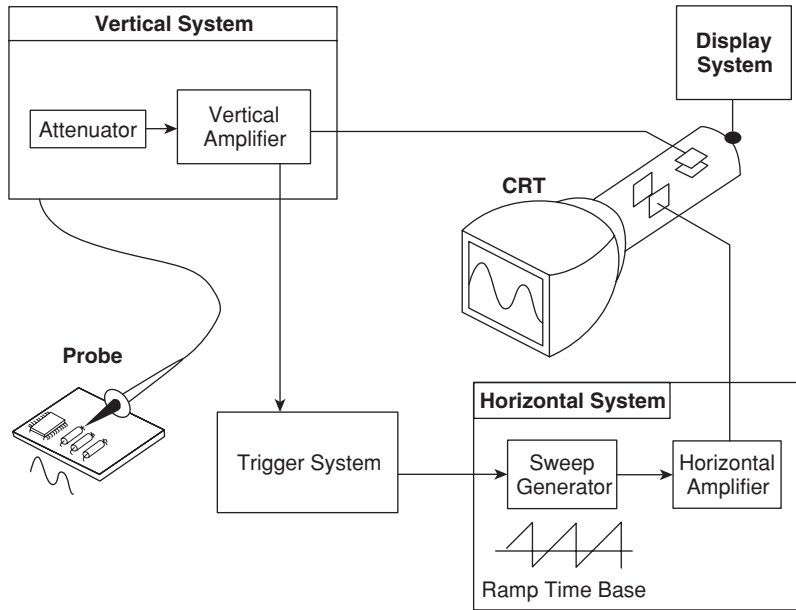 Vertical System
Attenuator
Vertical
Amplifier
Display
System
CRT
Probe
Trigger System
Horizontal System
Sweep
Generator
Horizontal
Amplifier
Ramp Time Base